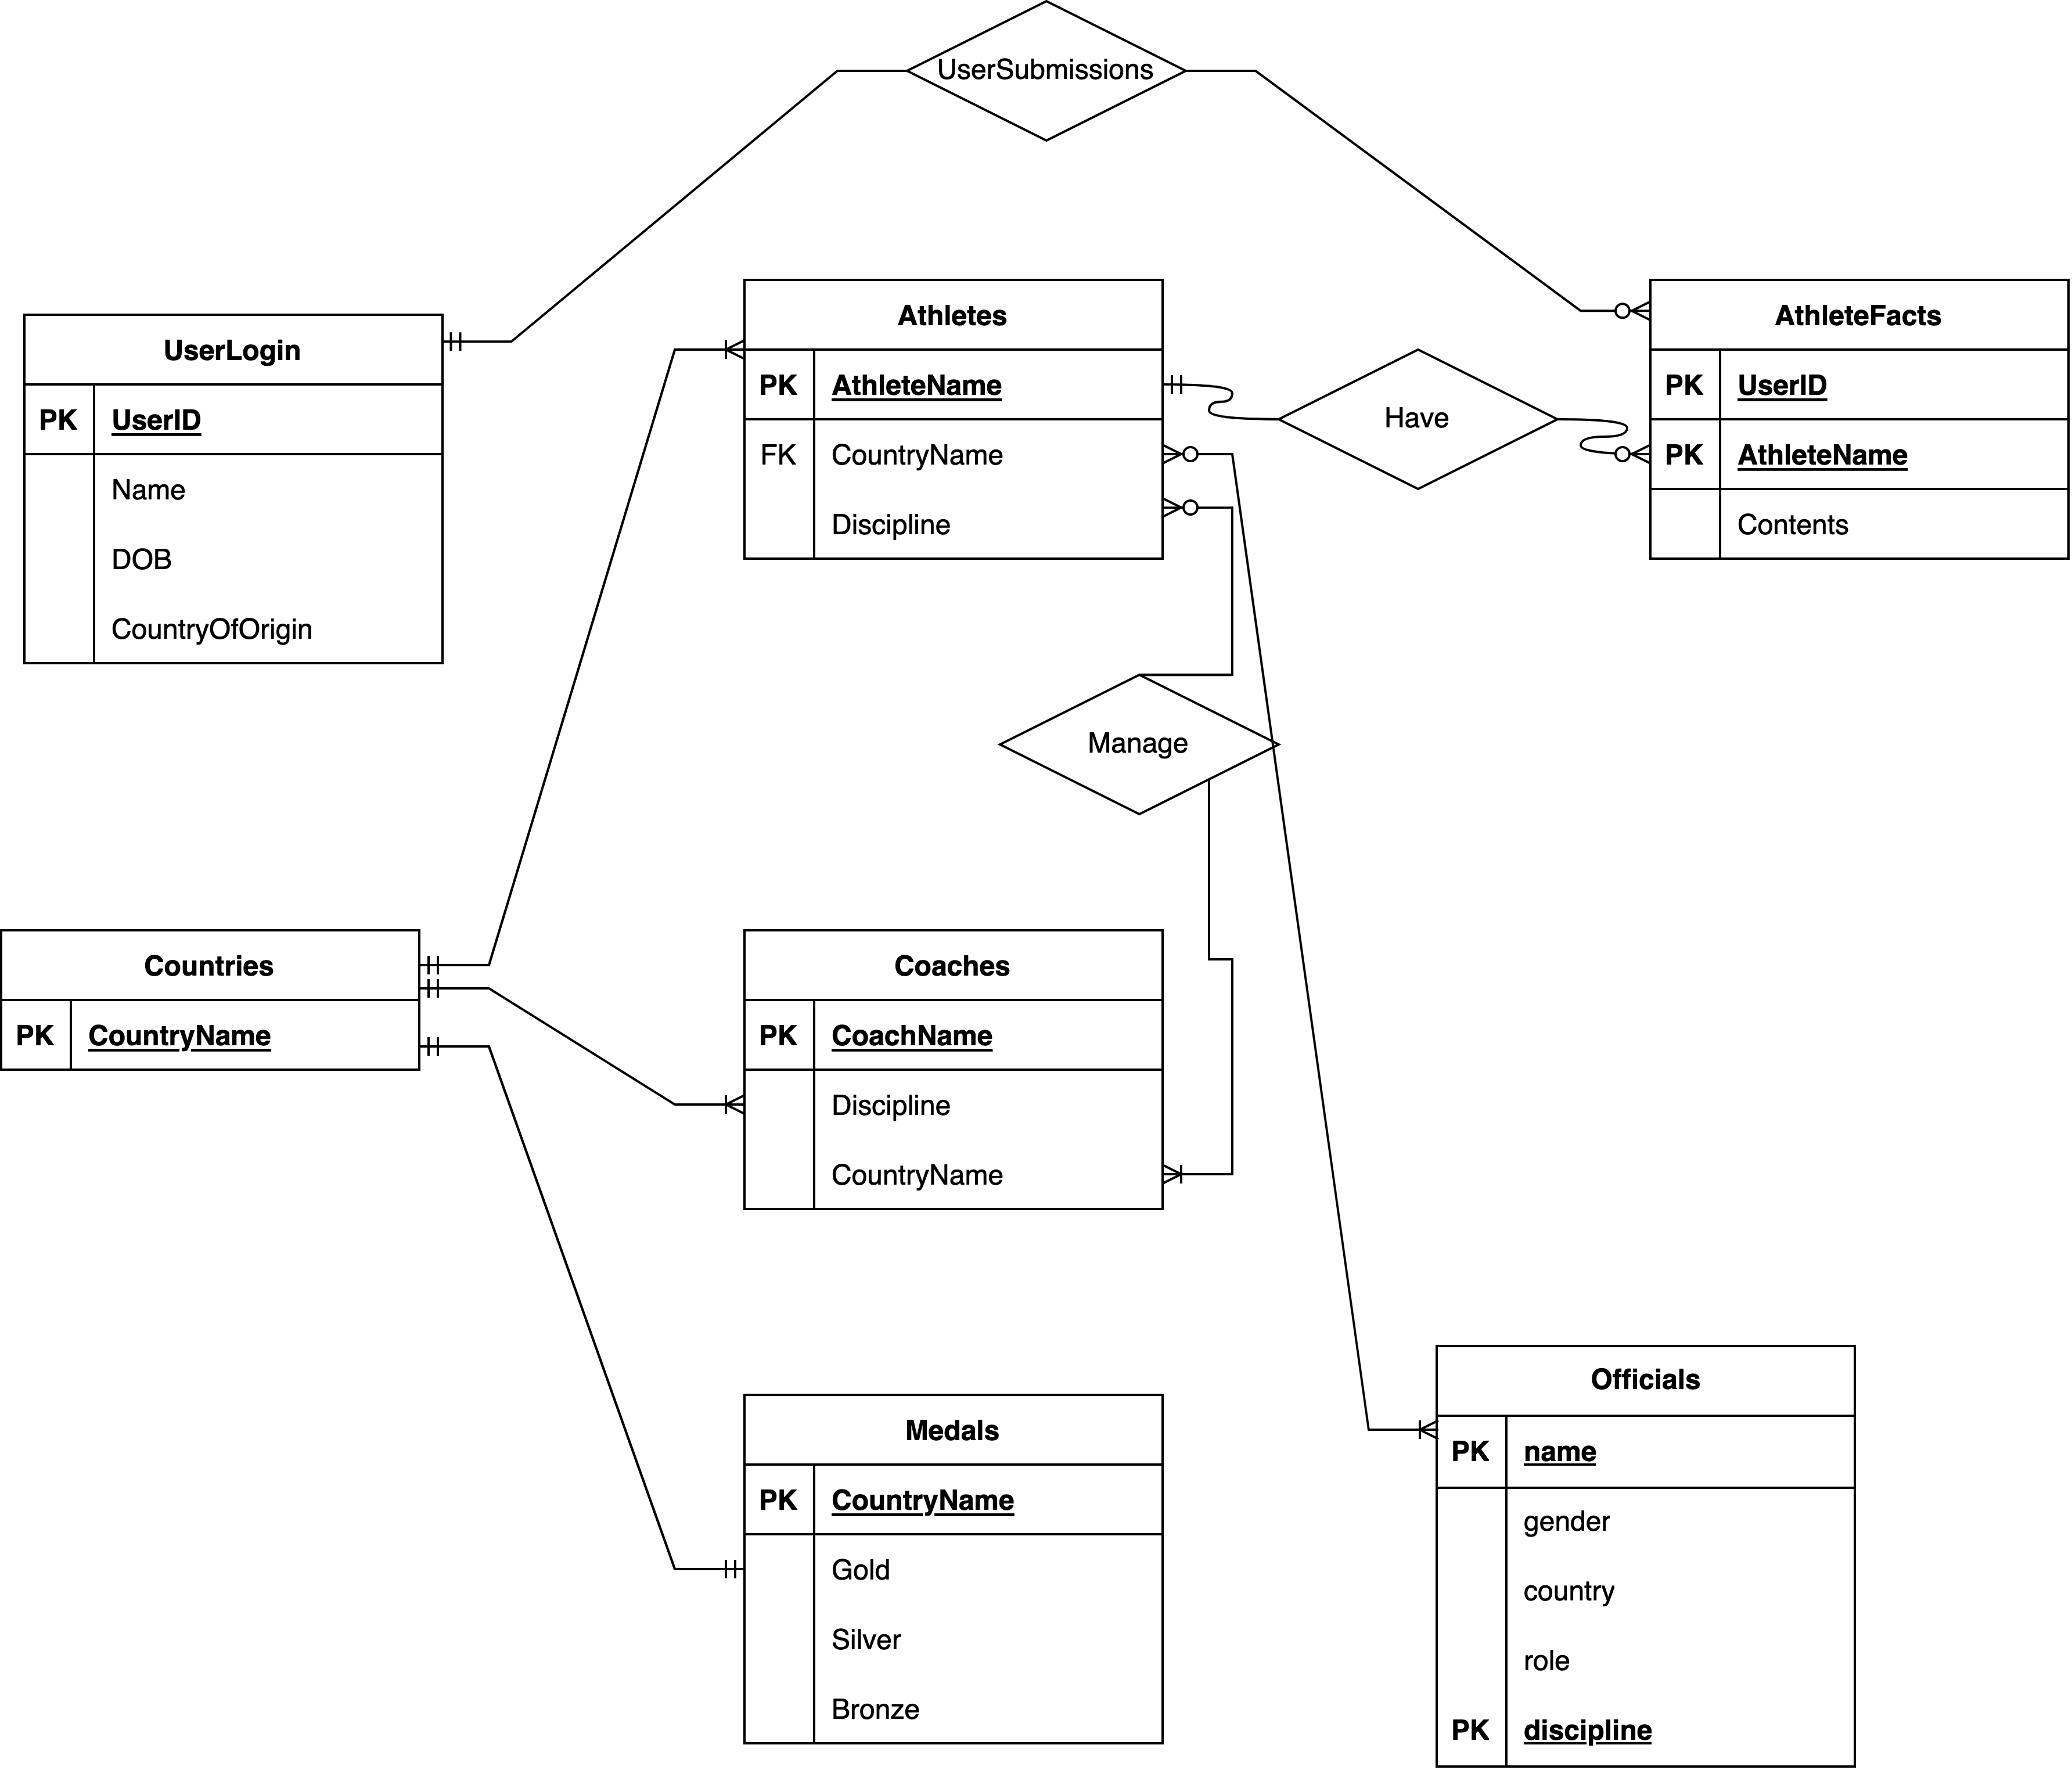 UserSubmissions
UserLogin
PK UserID
Name
DOB
CountryOfOrigin
Athletes
PK AthleteName
FK CountryName
Discipline
Have
AthleteFacts
PK UserID
PK AthleteName
Contents
Manage
Countries
PK CountryName
Coaches
PK CoachName
Discipline
CountryName
Medals
PK CountryName
Gold
Silver
Bronze
Officials
PK name
gender
country
role
PK discipline